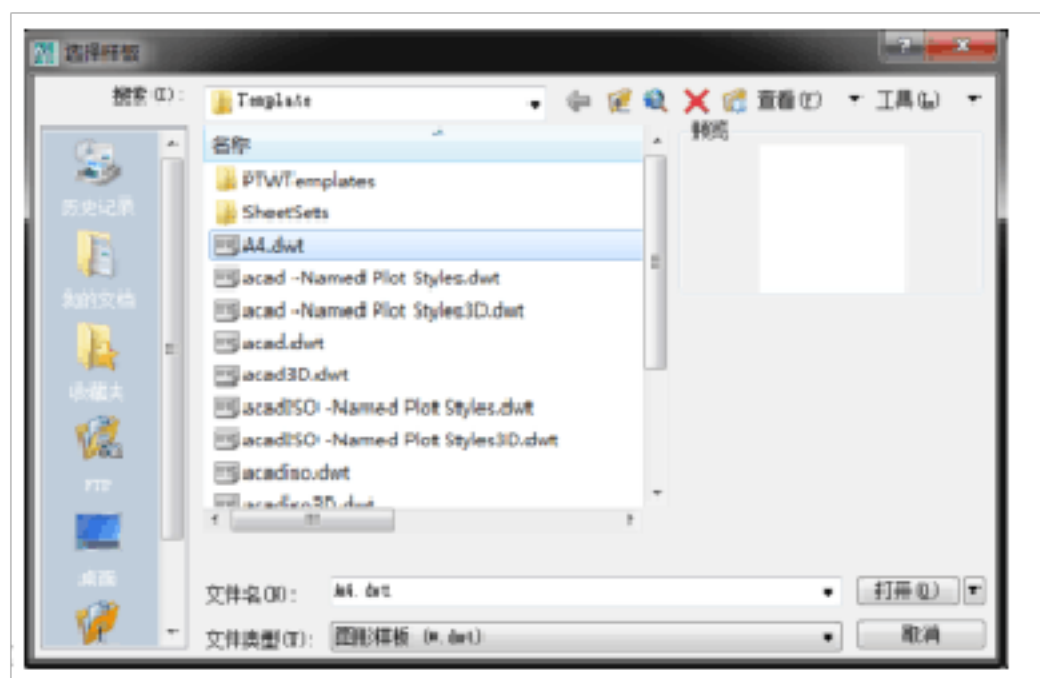 选择样板
搜索(I): Template 查看(V) 工具(L)
名称 预览
PTWTemplates
SheetSets
A4.dwt
acad -Named Plot Styles.dwt
acad -Named Plot Styles3D.dwt
acad.dwt
acad3D.dwt
acadISO -Named Plot Styles.dwt
acadISO -Named Plot Styles3D.dwt
acadiso.dwt
acadiso3D.dwt
历史记录
我的文档
收藏夹
FTP
桌面
文件名(N): A4.dwt 打开(O)
文件类型(T): 图形样板 (*.dwt) 取消